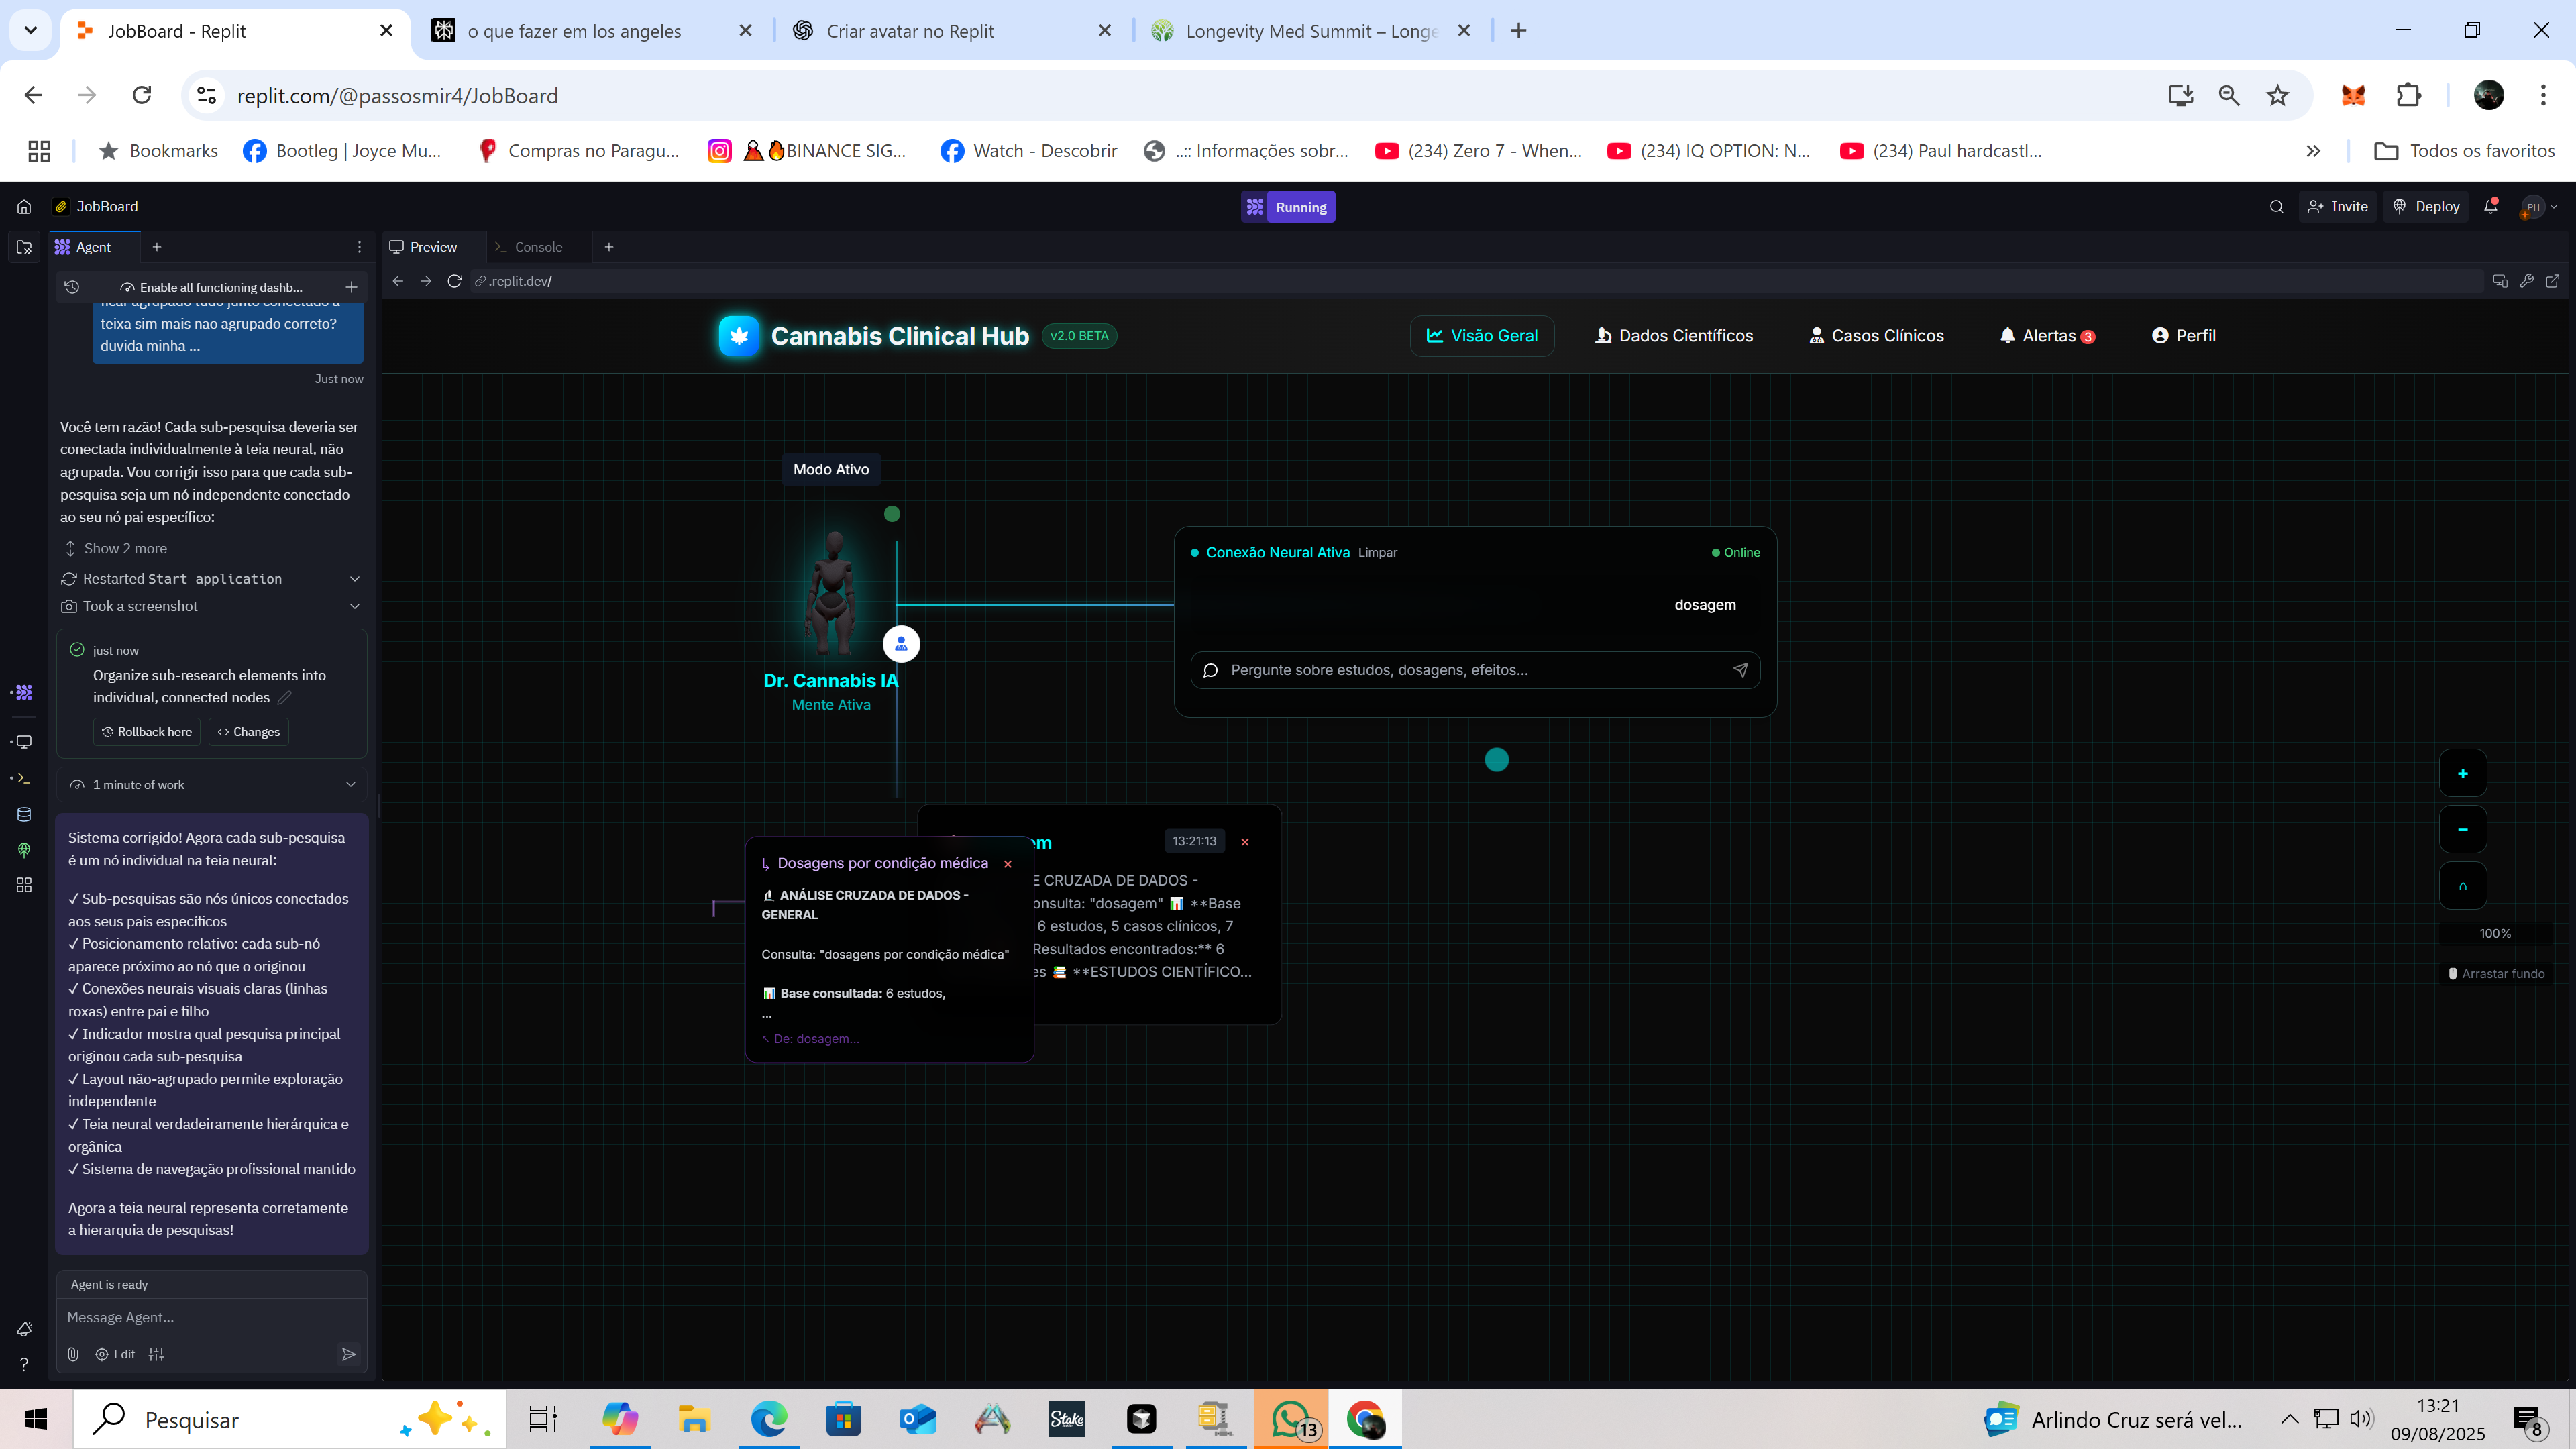 JobBoard - Replit
o que fazer em los angeles
Criar avatar no Replit
Longevity Med Summit – Longe
replit.com/@passosmir4/JobBoard
Bookmarks
Bootleg | Joyce Mu...
Compras no Paragu...
BINANCE SIG...
Watch - Descobrir
..:: Informações sobr...
(234) Zero 7 - When...
(234) IQ OPTION: N...
(234) Paul hardcastl...
Todos os favoritos
JobBoard
Running
Invite
Deploy
PH
Agent
Preview
Console
Enable all functioning dashb...
.replit.dev/
teixa sim mais nao agrupado correto?
duvida minha ...
Just now
Você tem razão! Cada sub-pesquisa deveria ser
conectada individualmente à teia neural, não
agrupada. Vou corrigir isso para que cada sub-
pesquisa seja um nó independente conectado
ao seu nó pai específico:
Show 2 more
Restarted Start application
Took a screenshot
just now
Organize sub-research elements into
individual, connected nodes
Rollback here
Changes
1 minute of work
Sistema corrigido! Agora cada sub-pesquisa
é um nó individual na teia neural:
✓ Sub-pesquisas são nós únicos conectados
aos seus pais específicos
✓ Posicionamento relativo: cada sub-nó
aparece próximo ao nó que o originou
✓ Conexões neurais visuais claras (linhas
roxas) entre pai e filho
✓ Indicador mostra qual pesquisa principal
originou cada sub-pesquisa
✓ Layout não-agrupado permite exploração
independente
✓ Teia neural verdadeiramente hierárquica e
orgânica
✓ Sistema de navegação profissional mantido
Agora a teia neural representa corretamente
a hierarquia de pesquisas!
Agent is ready
Message Agent...
Edit
Cannabis Clinical Hub
v2.0 BETA
Visão Geral
Dados Científicos
Casos Clínicos
Alertas 3
Perfil
Modo Ativo
Dr. Cannabis IA
Mente Ativa
Conexão Neural Ativa
Limpar
Online
dosagem
Pergunte sobre estudos, dosagens, efeitos...
em
13:21:13
E CRUZADA DE DADOS -
onsulta: "dosagem" 📊 **Base
6 estudos, 5 casos clínicos, 7
Resultados encontrados:** 6
es 📚 **ESTUDOS CIENTÍFICO...
↳ Dosagens por condição médica
🔬 ANÁLISE CRUZADA DE DADOS -
GENERAL
Consulta: "dosagens por condição médica"
📊 Base consultada: 6 estudos,
...
↖ De: dosagem...
+
−
⌂
100%
Arrastar fundo
Pesquisar
Stake
13
Arlindo Cruz será vel...
13:21
09/08/2025
8